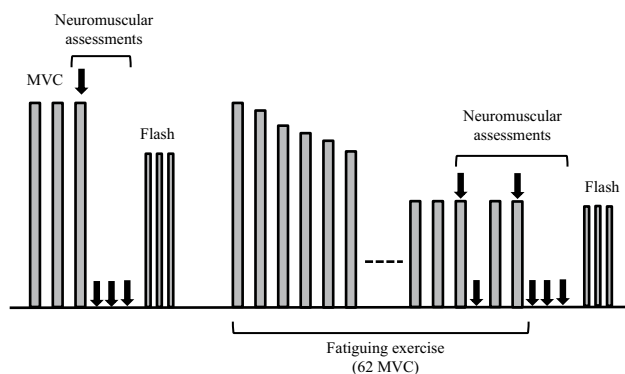 Neuromuscular
assessments
MVC
Flash
Neuromuscular
assessments
Flash
Fatiguing exercise
(62 MVC)